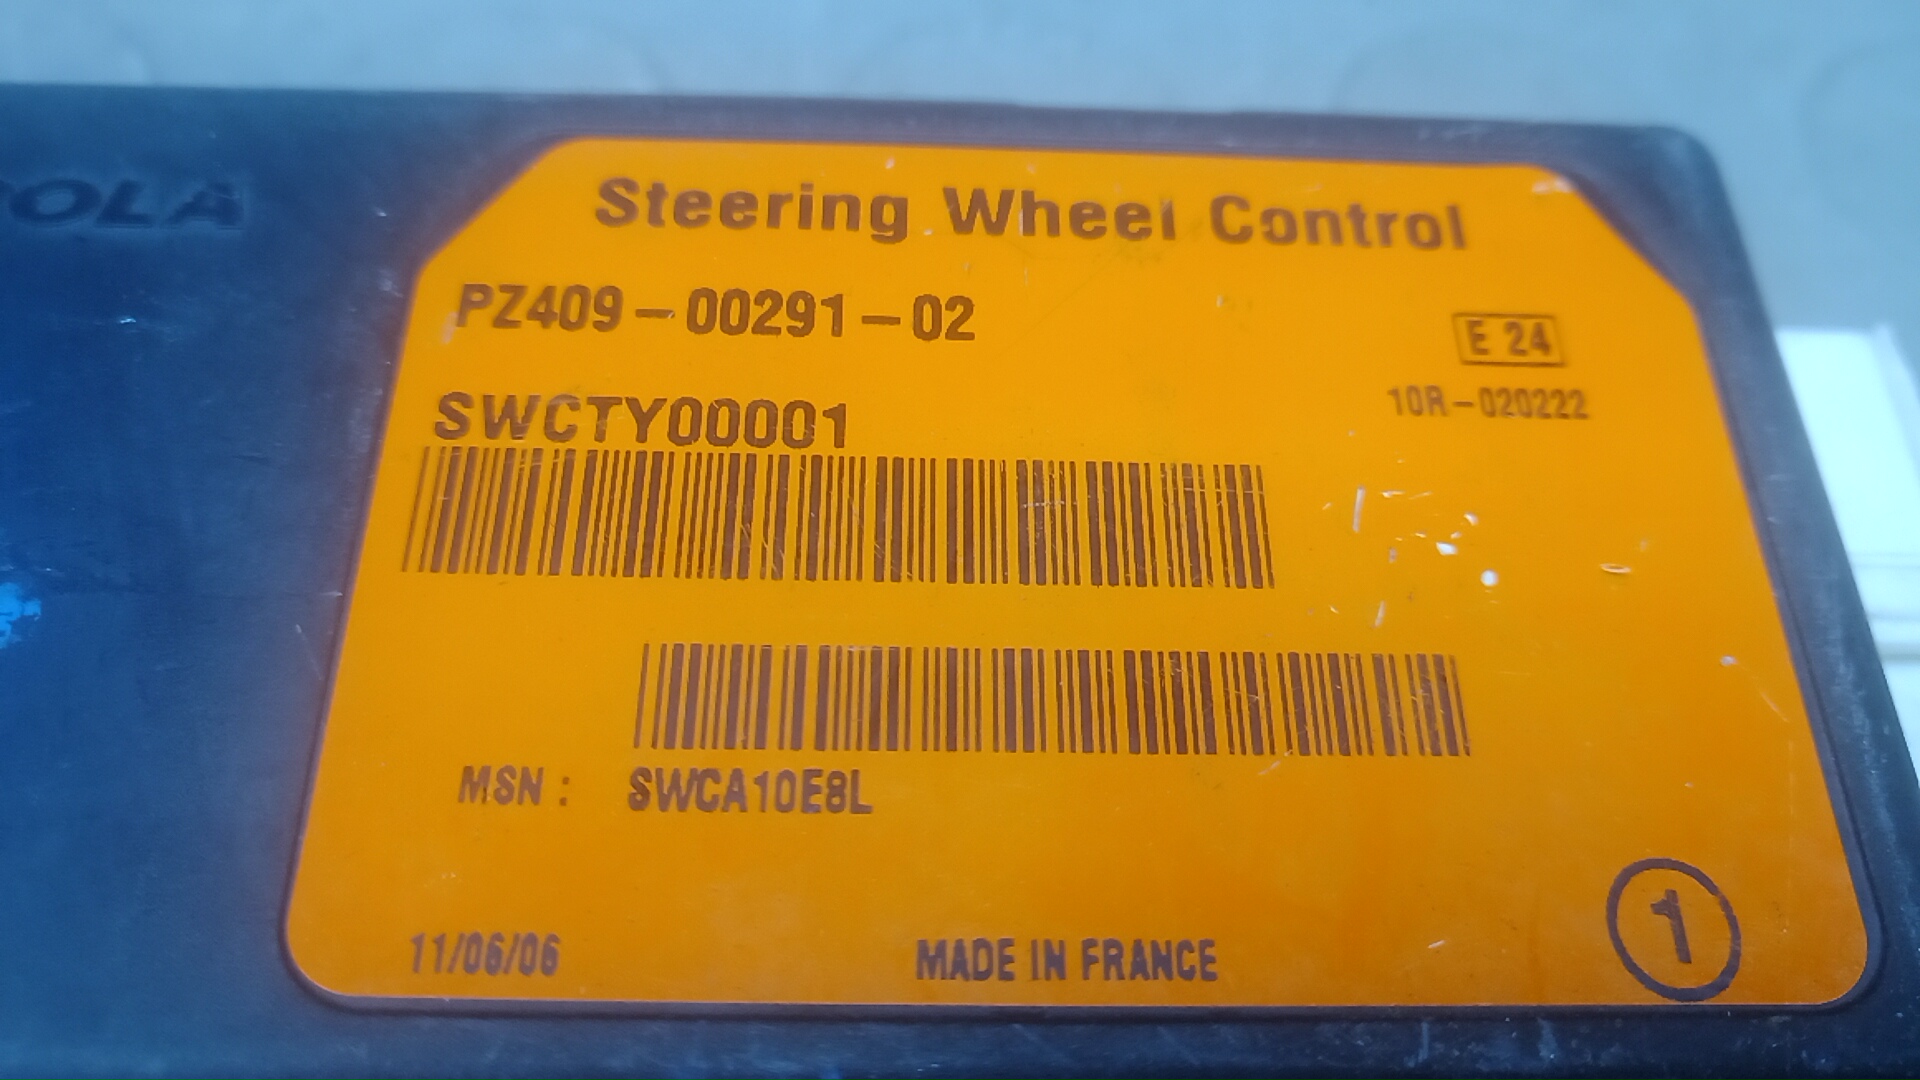 OLA
Steering Wheel Control
PZ409-00291-02
E 24
10R-020222
SWCTY00001
MSN: SWCA10E8L
11/06/06
MADE IN FRANCE
1